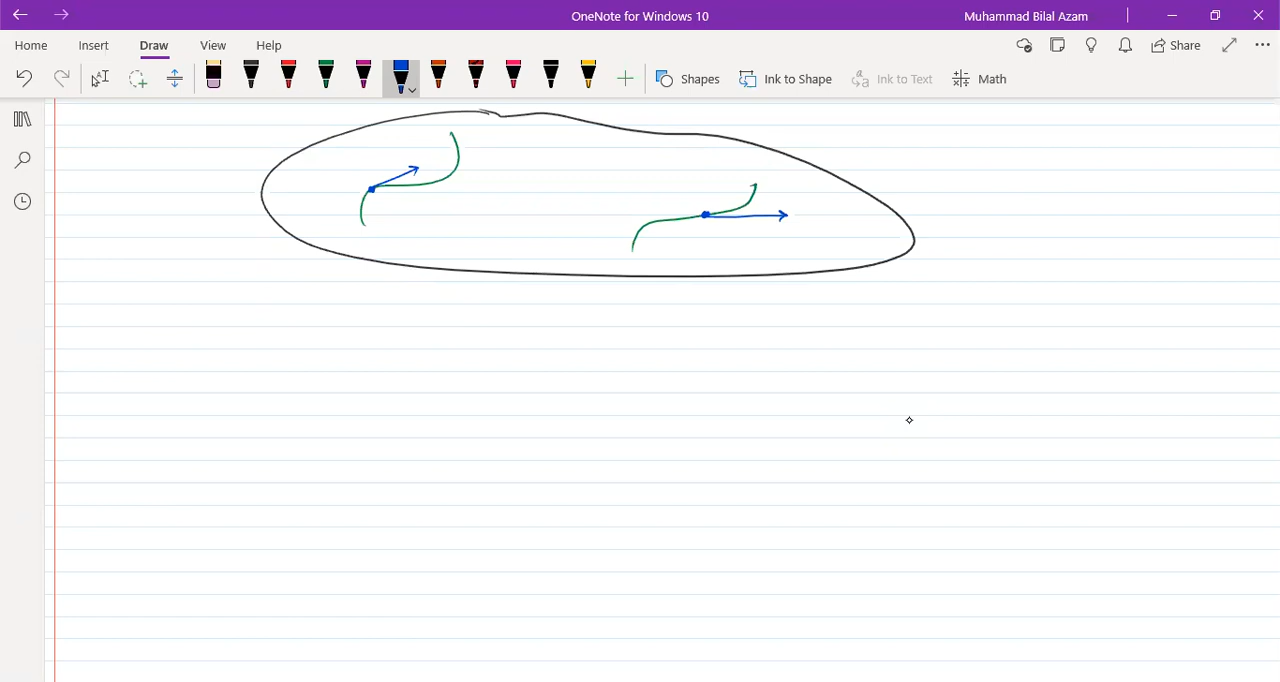 OneNote for Windows 10
Muhammad Bilal Azam
Home Insert Draw View Help
Share
Shapes Ink to Shape Ink to Text Math